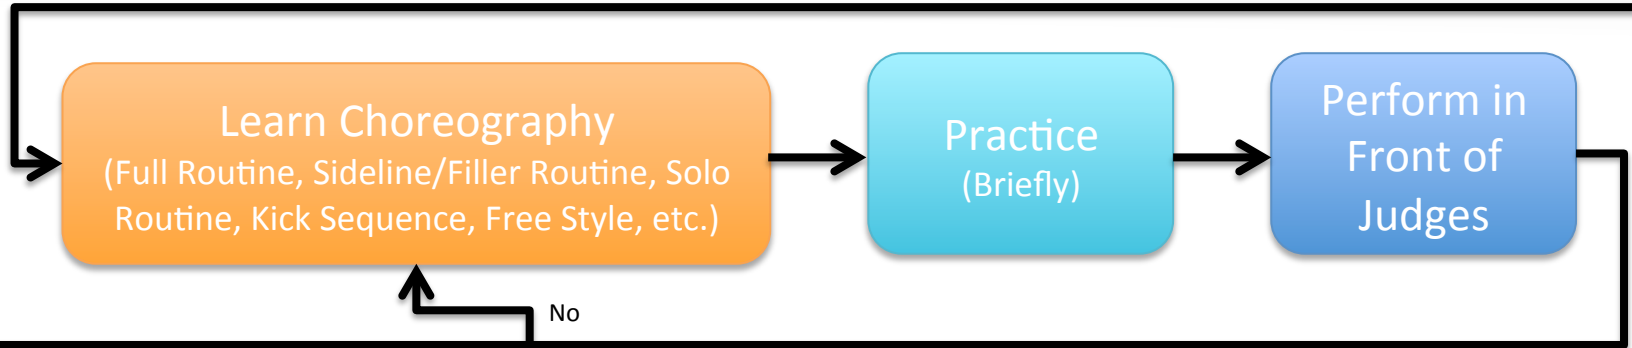 Learn Choreography
(Full Routine, Sideline/Filler Routine, Solo
Routine, Kick Sequence, Free Style, etc.)
Practice
(Briefly)
Perform in
Front of
Judges
No